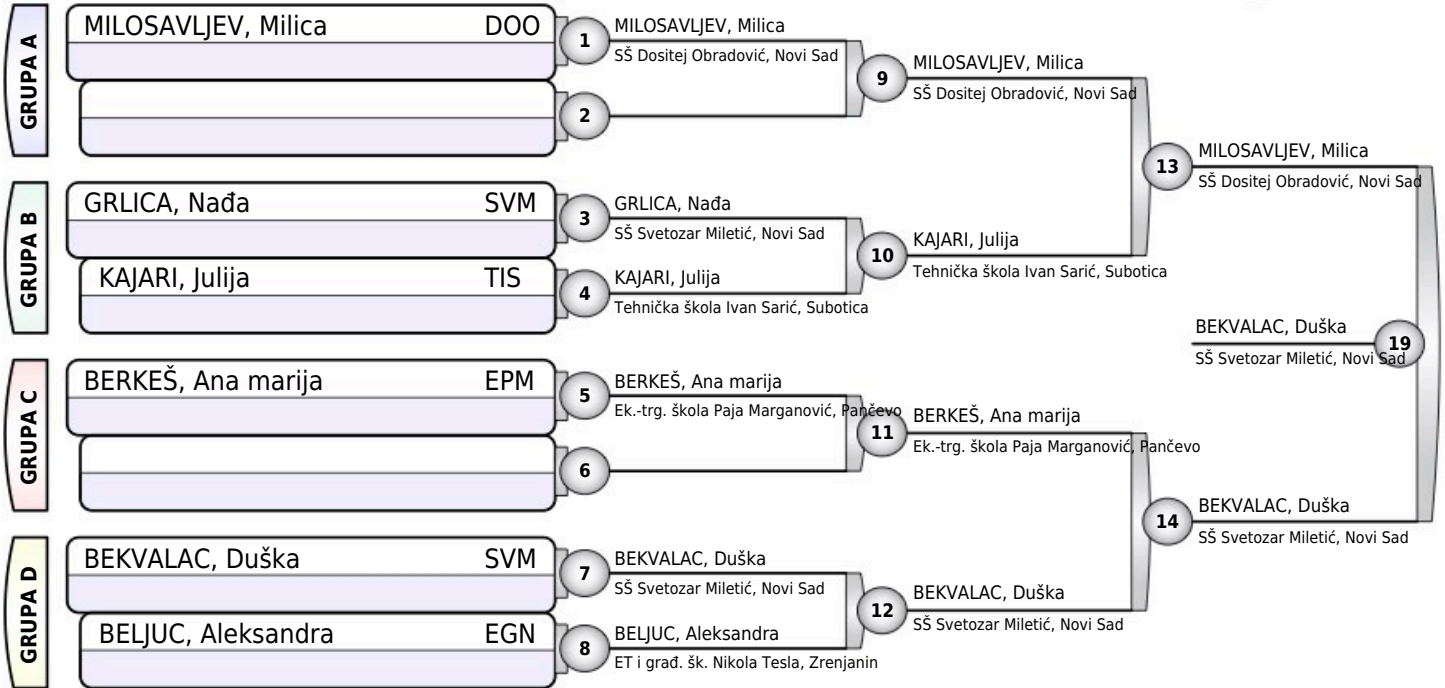 GRUPA A
MILOSAVLJEV, Milica DOO
1
2
MILOSAVLJEV, Milica
SŠ Dositej Obradović, Novi Sad
GRUPA B
GRLICA, Nađa SVM
KAJARI, Julija TIS
3
GRLICA, Nađa
SŠ Svetozar Miletić, Novi Sad
4
KAJARI, Julija
Tehnička škola Ivan Sarić, Subotica
GRUPA C
BERKEŠ, Ana marija EPM
5
BERKEŠ, Ana marija
Ek.-trg. škola Paja Marganović, Pančevo
6
GRUPA D
BEKVALAC, Duška SVM
BELJUC, Aleksandra EGN
7
BEKVALAC, Duška
SŠ Svetozar Miletić, Novi Sad
8
BELJUC, Aleksandra
ET i građ. šk. Nikola Tesla, Zrenjanin
9
MILOSAVLJEV, Milica
SŠ Dositej Obradović, Novi Sad
10
KAJARI, Julija
Tehnička škola Ivan Sarić, Subotica
11
BERKEŠ, Ana marija
Ek.-trg. škola Paja Marganović, Pančevo
12
BEKVALAC, Duška
SŠ Svetozar Miletić, Novi Sad
13
MILOSAVLJEV, Milica
SŠ Dositej Obradović, Novi Sad
14
BEKVALAC, Duška
SŠ Svetozar Miletić, Novi Sad
BEKVALAC, Duška
SŠ Svetozar Miletić, Novi Sad
19